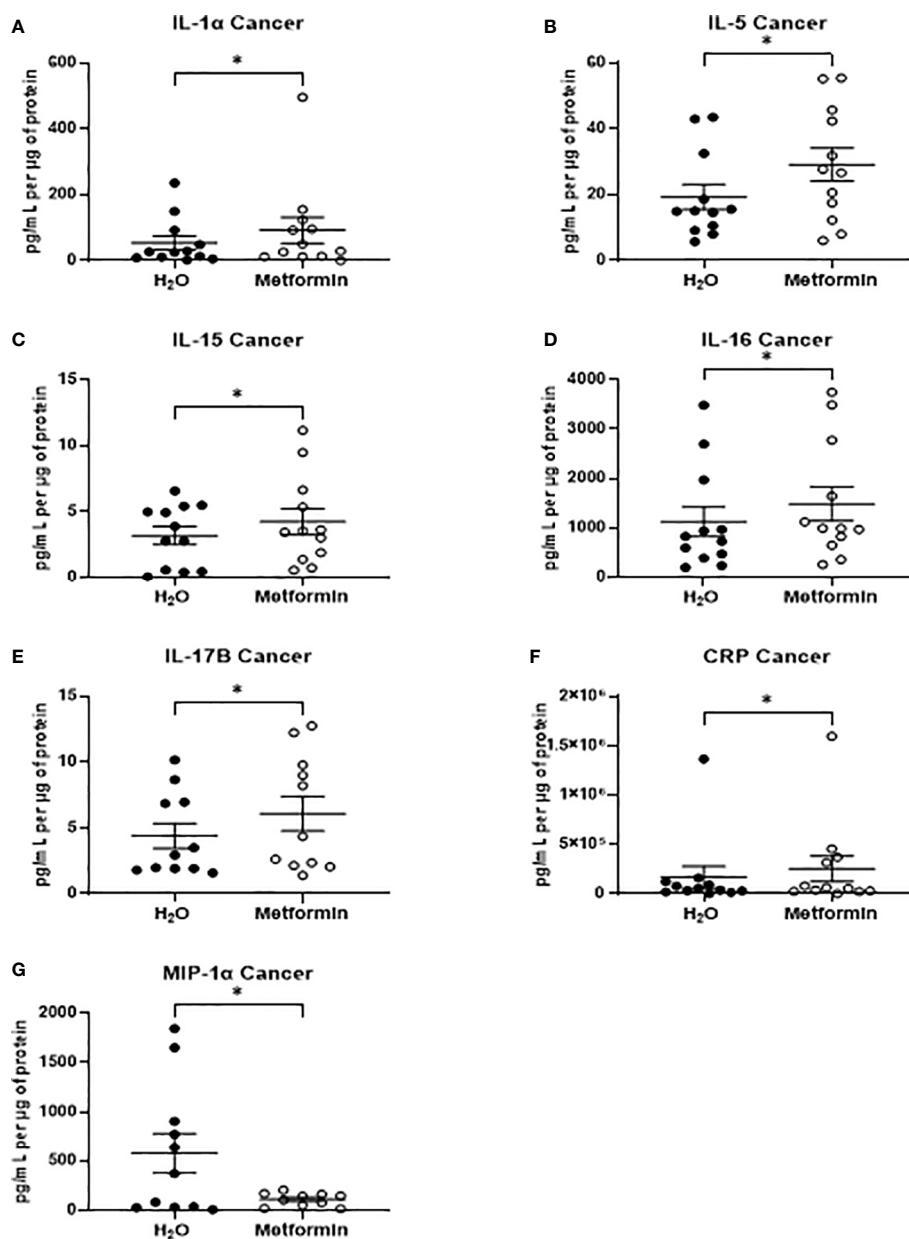 A
IL-1α Cancer
pg/mL per µg of protein
600
400
200
0
*
H₂O
Metformin
B
IL-5 Cancer
pg/mL per µg of protein
60
40
20
0
*
H₂O
Metformin
C
IL-15 Cancer
pg/mL per µg of protein
15
10
5
0
*
H₂O
Metformin
D
IL-16 Cancer
pg/mL per µg of protein
4000
3000
2000
1000
0
*
H₂O
Metformin
E
IL-17B Cancer
pg/mL per µg of protein
15
10
5
0
*
H₂O
Metformin
F
CRP Cancer
pg/mL per µg of protein
2×10⁶
1.5×10⁶
1×10⁶
5×10⁵
0
*
H₂O
Metformin
G
MIP-1α Cancer
pg/mL per µg of protein
2000
1500
1000
500
0
*
H₂O
Metformin